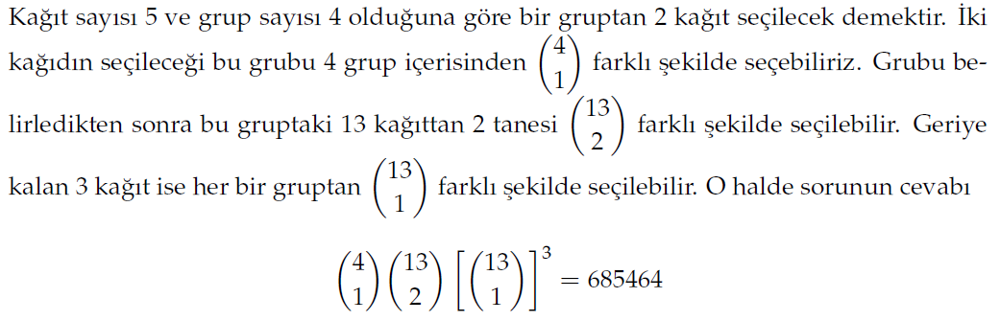 Kağıt sayısı 5 ve grup sayısı 4 olduğuna göre bir gruptan 2 kağıt seçilecek demektir. İki
kağıdın seçileceği bu grubu 4 grup içerisinden \binom{4}{1} farklı şekilde seçebiliriz. Grubu be-
lirledikten sonra bu gruptaki 13 kağıttan 2 tanesi \binom{13}{2} farklı şekilde seçilebilir. Geriye
kalan 3 kağıt ise her bir gruptan \binom{13}{1} farklı şekilde seçilebilir. O halde sorunun cevabı
\binom{4}{1} \binom{13}{2} \left[ \binom{13}{1} \right]^3 = 685464